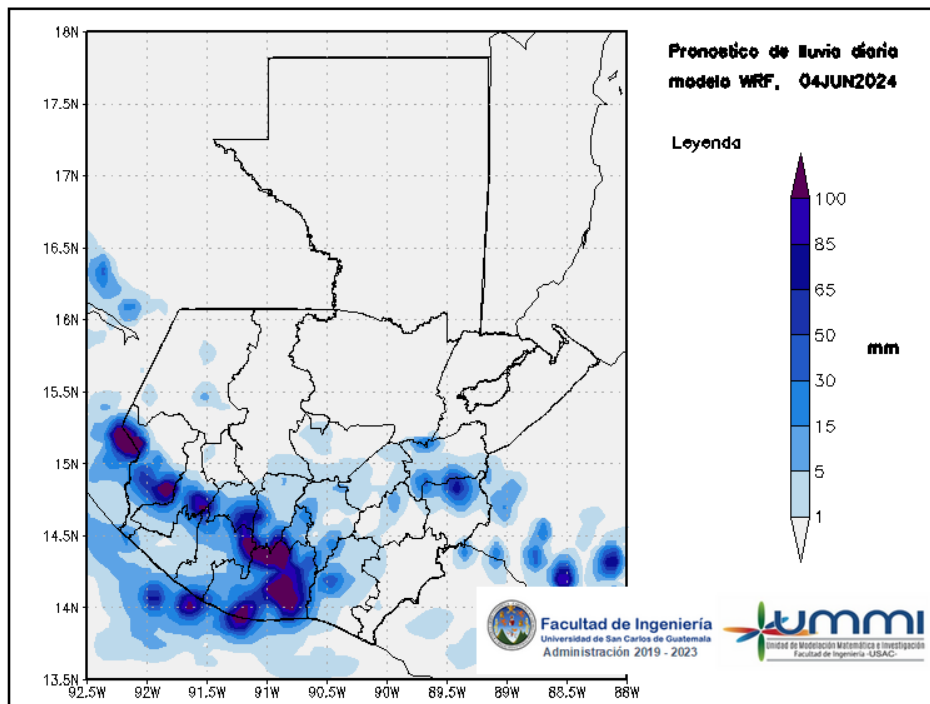 Pronostico de lluvia diaria
modelo WRF, 04JUN2024
Leyenda
100
85
65
50
30
15
5
1
mm
18N
17.5N
17N
16.5N
16N
15.5N
15N
14.5N
14N
13.5N
92.5W
92W
91.5W
91W
90.5W
90W
89.5W
89W
88.5W
88W
Facultad de Ingeniería
Universidad de San Carlos de Guatemala
Administración 2019 - 2023
UMMI
Unidad de Modelación Matemática e Investigación
Facultad de Ingeniería -USAC-